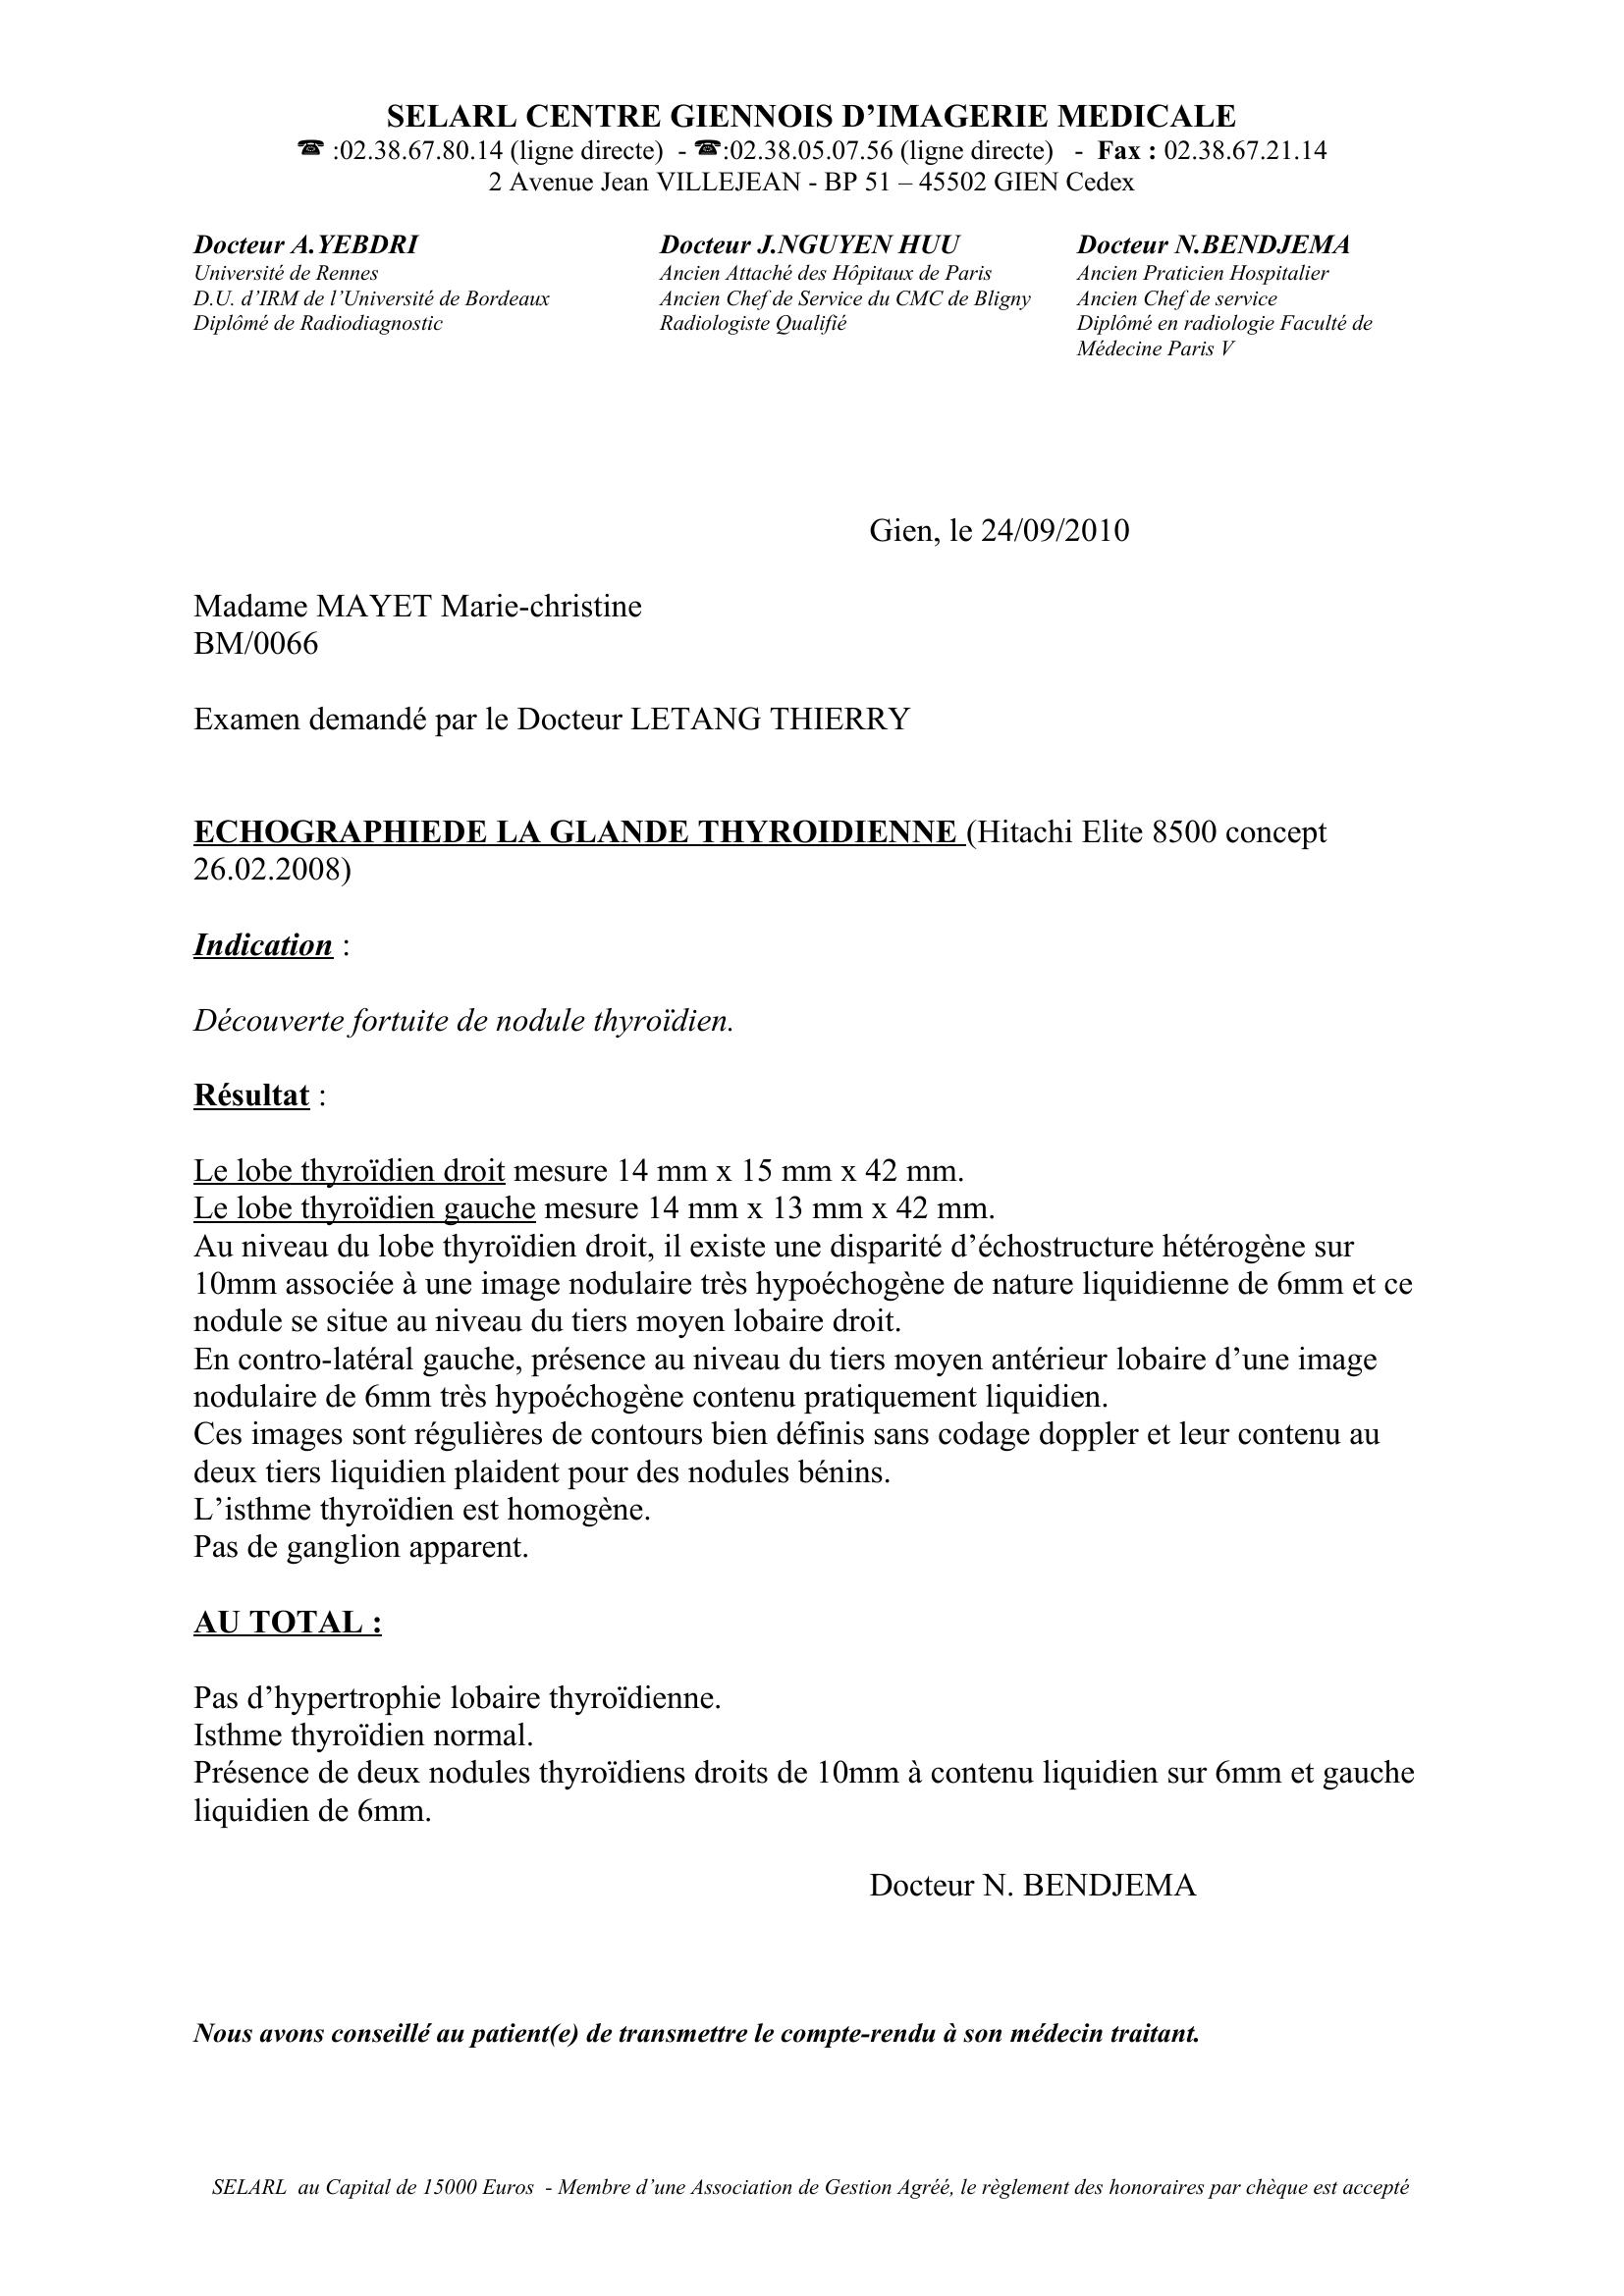 SELARL CENTRE GIENNOIS D’IMAGERIE MEDICALE
☎ :02.38.67.80.14 (ligne directe) - ☎:02.38.05.07.56 (ligne directe) - Fax : 02.38.67.21.14
2 Avenue Jean VILLEJEAN - BP 51 – 45502 GIEN Cedex
Docteur A.YEBDRI
Université de Rennes
D.U. d’IRM de l’Université de Bordeaux
Diplômé de Radiodiagnostic
Docteur J.NGUYEN HUU
Ancien Attaché des Hôpitaux de Paris
Ancien Chef de Service du CMC de Bligny
Radiologiste Qualifié
Docteur N.BENDJEMA
Ancien Praticien Hospitalier
Ancien Chef de service
Diplômé en radiologie Faculté de
Médecine Paris V
Gien, le 24/09/2010
Madame MAYET Marie-christine
BM/0066
Examen demandé par le Docteur LETANG THIERRY
ECHOGRAPHIEDE LA GLANDE THYROIDIENNE (Hitachi Elite 8500 concept
26.02.2008)
Indication :
Découverte fortuite de nodule thyroïdien.
Résultat :
Le lobe thyroïdien droit mesure 14 mm x 15 mm x 42 mm.
Le lobe thyroïdien gauche mesure 14 mm x 13 mm x 42 mm.
Au niveau du lobe thyroïdien droit, il existe une disparité d’échostructure hétérogène sur
10mm associée à une image nodulaire très hypoéchogène de nature liquidienne de 6mm et ce
nodule se situe au niveau du tiers moyen lobaire droit.
En contro-latéral gauche, présence au niveau du tiers moyen antérieur lobaire d’une image
nodulaire de 6mm très hypoéchogène contenu pratiquement liquidien.
Ces images sont régulières de contours bien définis sans codage doppler et leur contenu au
deux tiers liquidien plaident pour des nodules bénins.
L’isthme thyroïdien est homogène.
Pas de ganglion apparent.
AU TOTAL :
Pas d’hypertrophie lobaire thyroïdienne.
Isthme thyroïdien normal.
Présence de deux nodules thyroïdiens droits de 10mm à contenu liquidien sur 6mm et gauche
liquidien de 6mm.
Docteur N. BENDJEMA
Nous avons conseillé au patient(e) de transmettre le compte-rendu à son médecin traitant.
SELARL au Capital de 15000 Euros - Membre d’une Association de Gestion Agréé, le règlement des honoraires par chèque est accepté